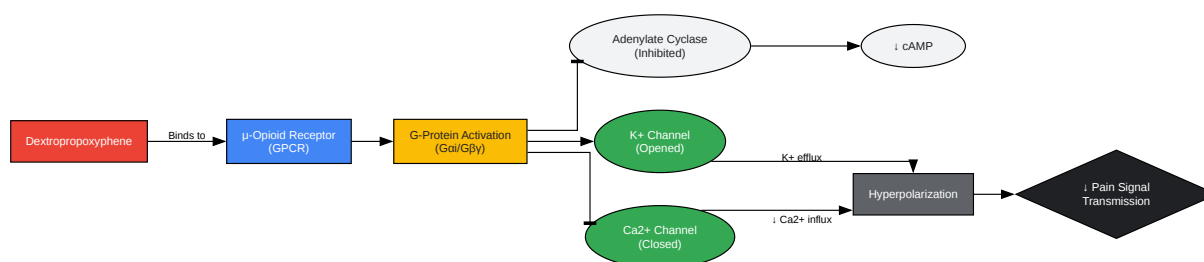 Dextropropoxyphene
Binds to
μ-Opioid Receptor
(GPCR)
G-Protein Activation
(Gαi/Gβγ)
Adenylate Cyclase
(Inhibited)
↓ cAMP
K+ Channel
(Opened)
K+ efflux
Ca2+ Channel
(Closed)
↓ Ca2+ influx
Hyperpolarization
↓ Pain Signal
Transmission